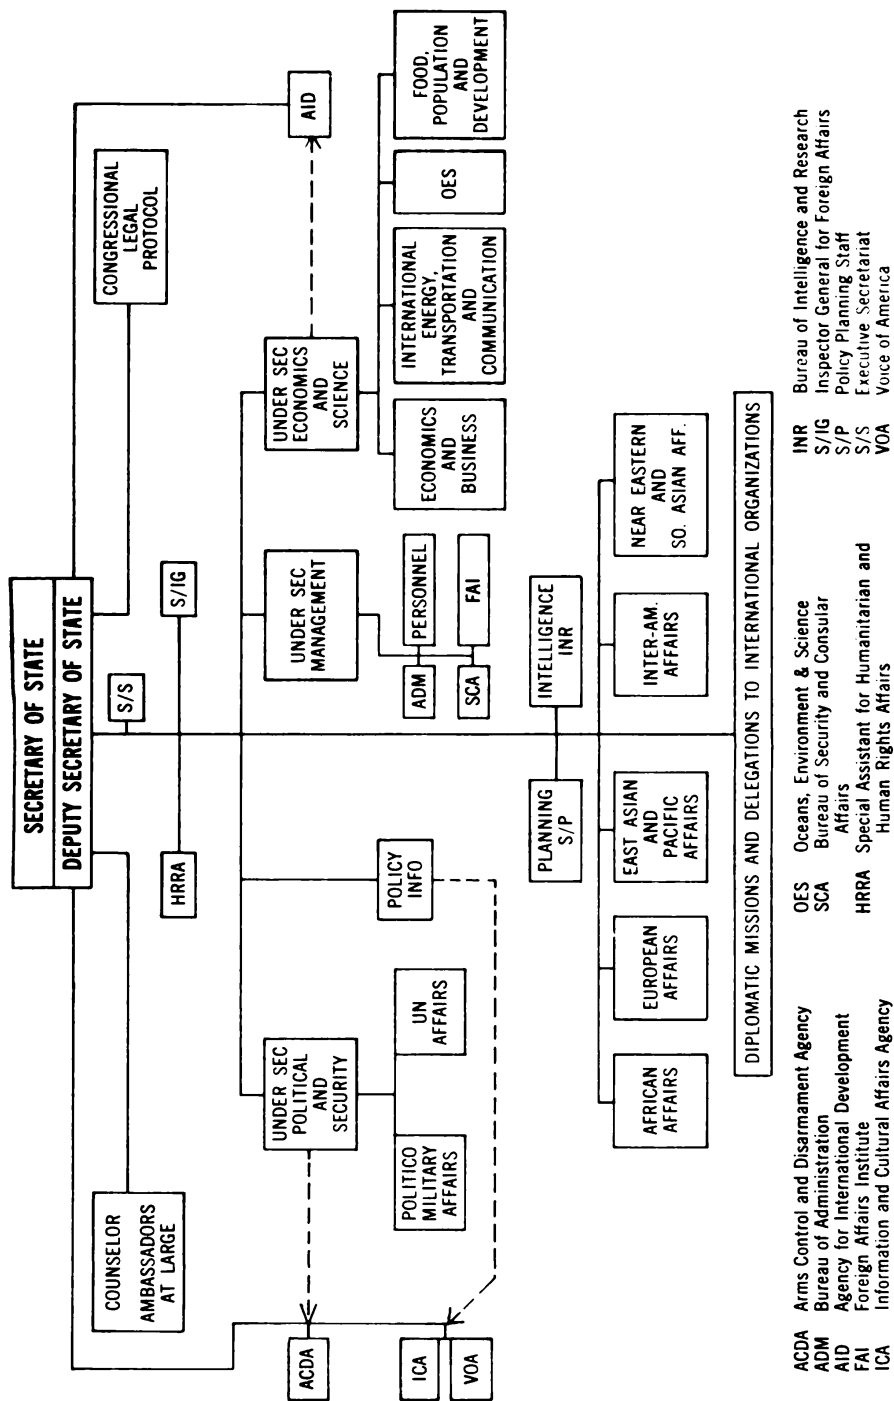 SECRETARY OF STATE
DEPUTY SECRETARY OF STATE
COUNSELOR
AMBASSADORS
AT LARGE
S/S
CONGRESSIONAL
LEGAL
PROTOCOL
HRRA
S/IG
ACDA
UNDER SEC
POLITICAL
AND
SECURITY
UNDER SEC
MANAGEMENT
UNDER SEC
ECONOMICS
AND
SCIENCE
AID
ICA
VOA
POLITICO
MILITARY
AFFAIRS
UN
AFFAIRS
POLICY
INFO
ADM
PERSONNEL
SCA
FAI
ECONOMICS
AND
BUSINESS
INTERNATIONAL
ENERGY,
TRANSPORTATION
AND
COMMUNICATION
OES
FOOD,
POPULATION
AND
DEVELOPMENT
PLANNING
S/P
INTELLIGENCE
INR
AFRICAN
AFFAIRS
EUROPEAN
AFFAIRS
EAST ASIAN
AND
PACIFIC
AFFAIRS
INTER-AM.
AFFAIRS
NEAR EASTERN
AND
SO. ASIAN AFF.
DIPLOMATIC MISSIONS AND DELEGATIONS TO INTERNATIONAL ORGANIZATIONS
ACDA Arms Control and Disarmament Agency
ADM Bureau of Administration
AID Agency for International Development
FAI Foreign Affairs Institute
ICA Information and Cultural Affairs Agency
OES Oceans, Environment & Science
SCA Bureau of Security and Consular
Affairs
HRRA Special Assistant for Humanitarian and
Human Rights Affairs
INR Bureau of Intelligence and Research
S/IG Inspector General for Foreign Affairs
S/P Policy Planning Staff
S/S Executive Secretariat
VOA Voice of America